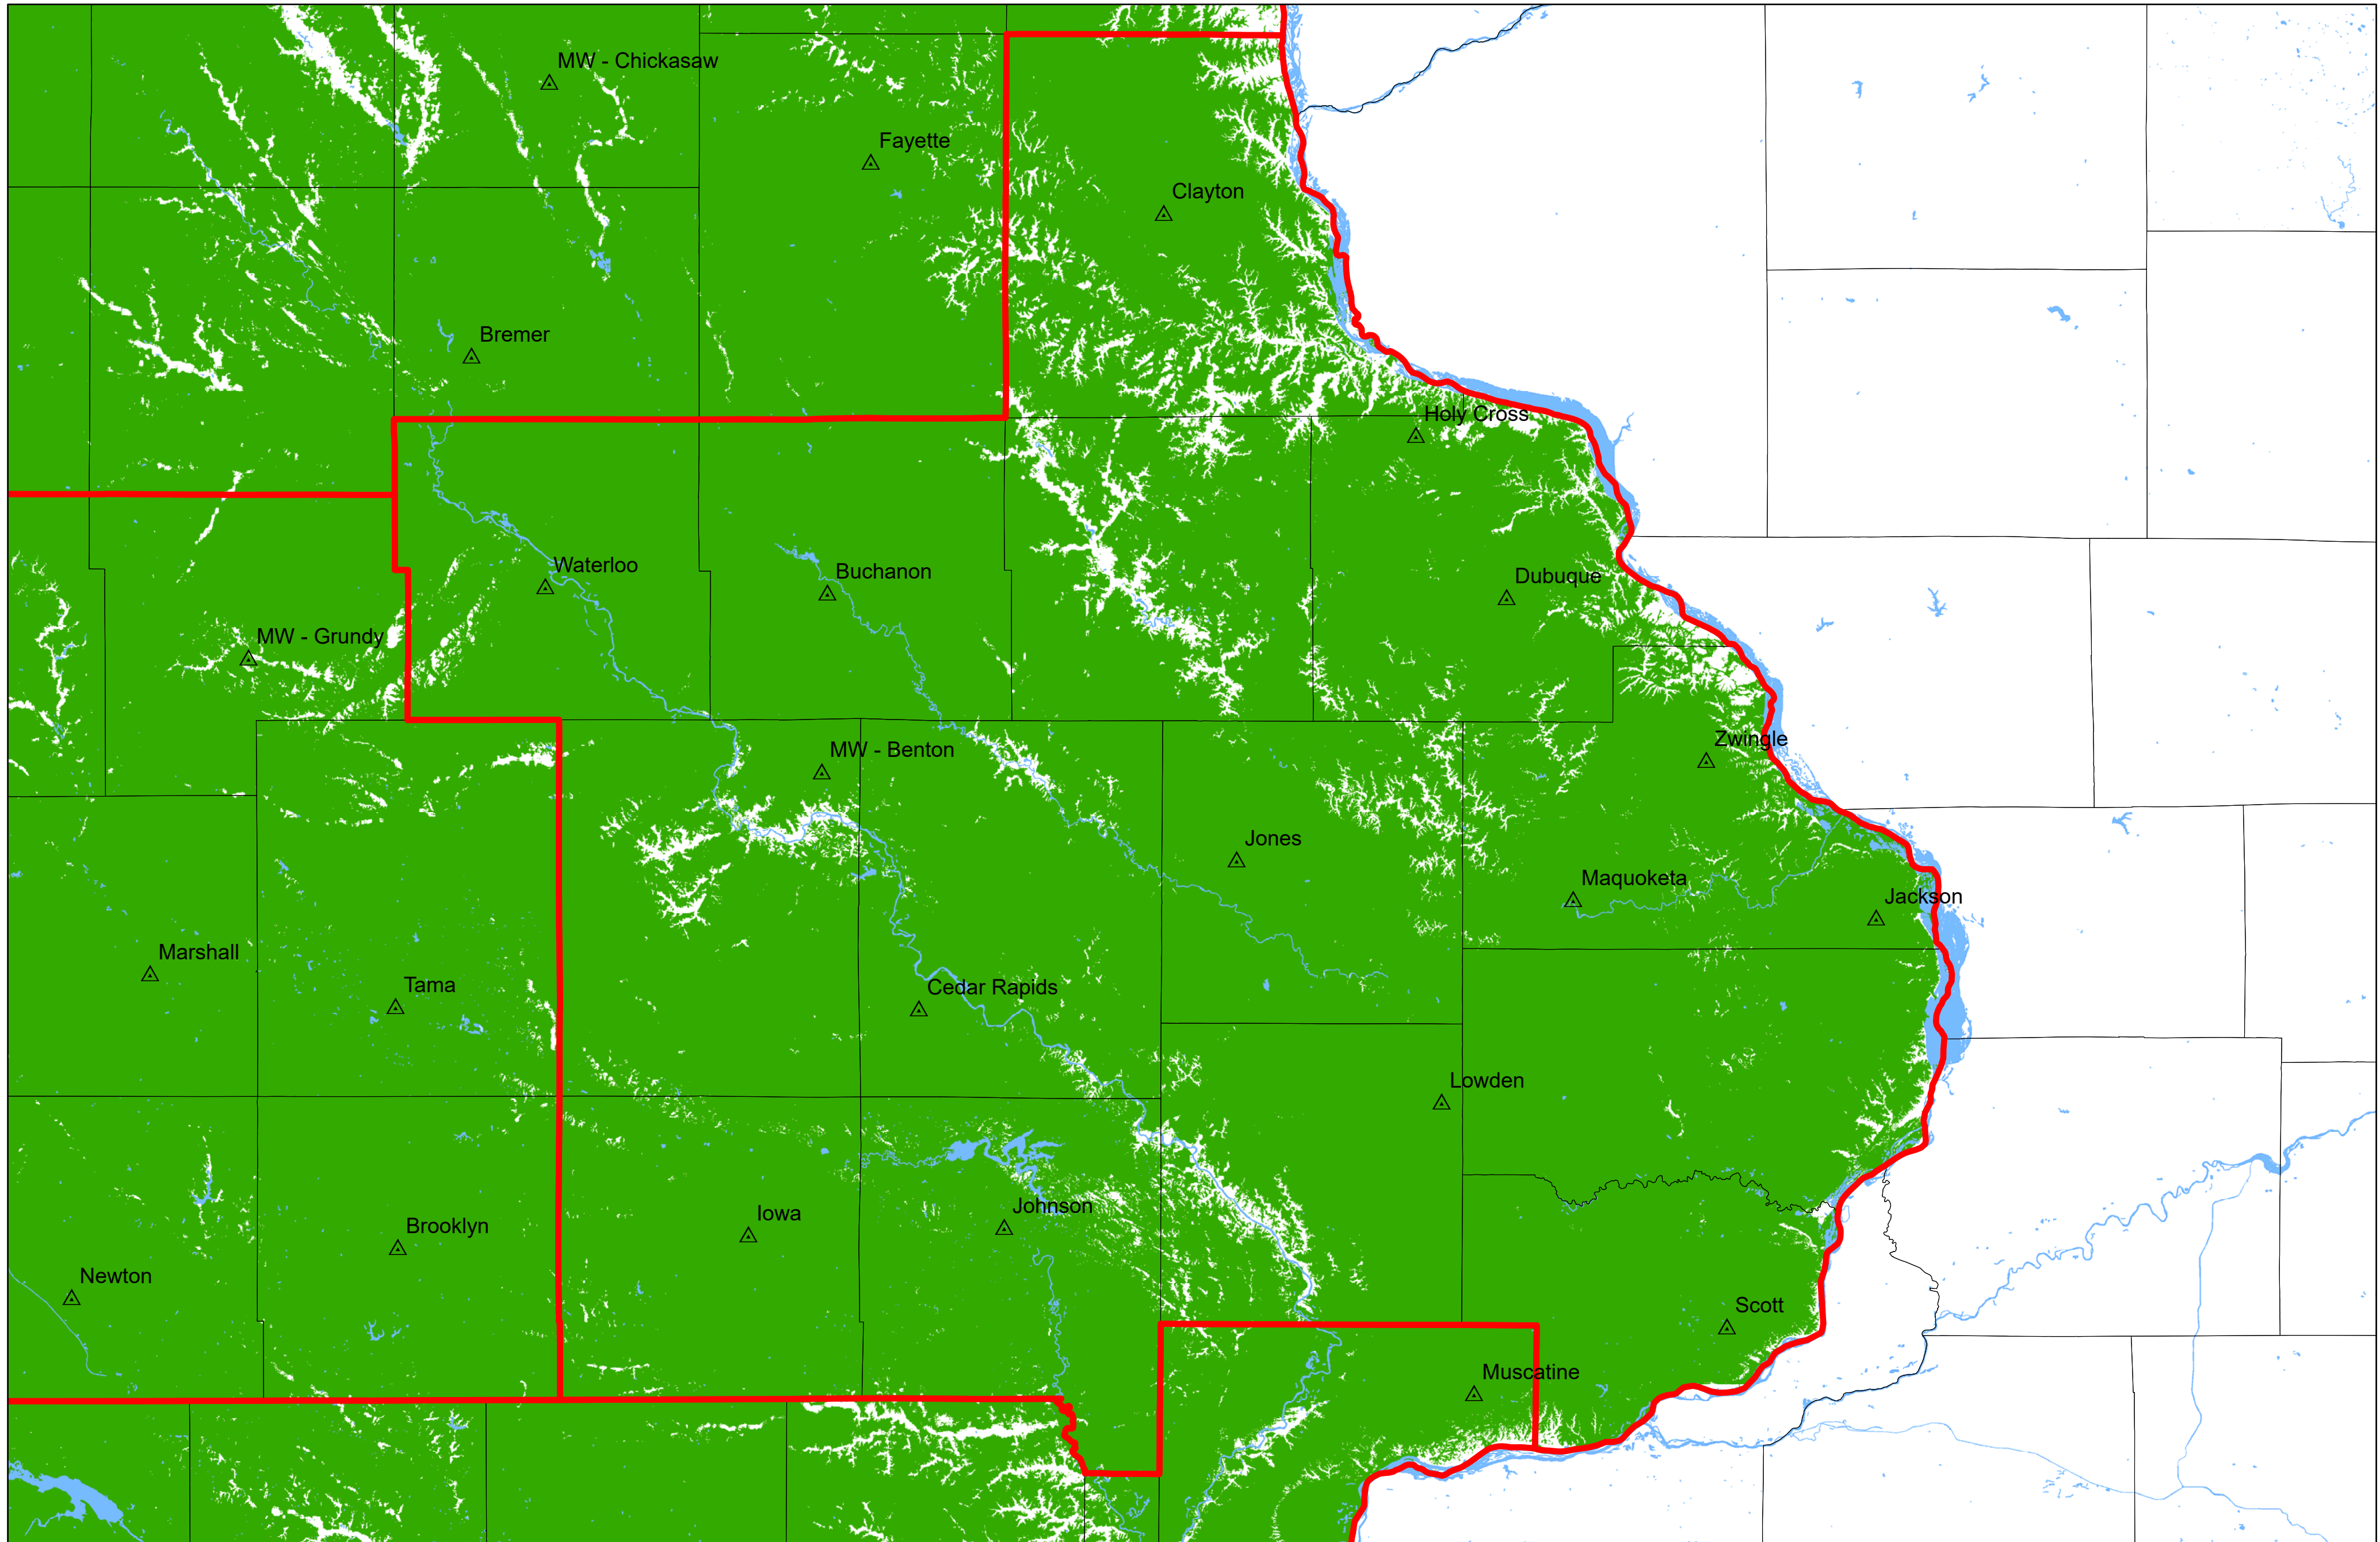 MW - Chickasaw
Fayette
Clayton
Bremer
Holy Cross
Waterloo
Buchanon
Dubuque
MW - Grundy
Zwingle
MW - Benton
Jones
Maquoketa
Jackson
Marshall
Tama
Cedar Rapids
Lowden
Johnson
Iowa
Brooklyn
Newton
Scott
Muscatine